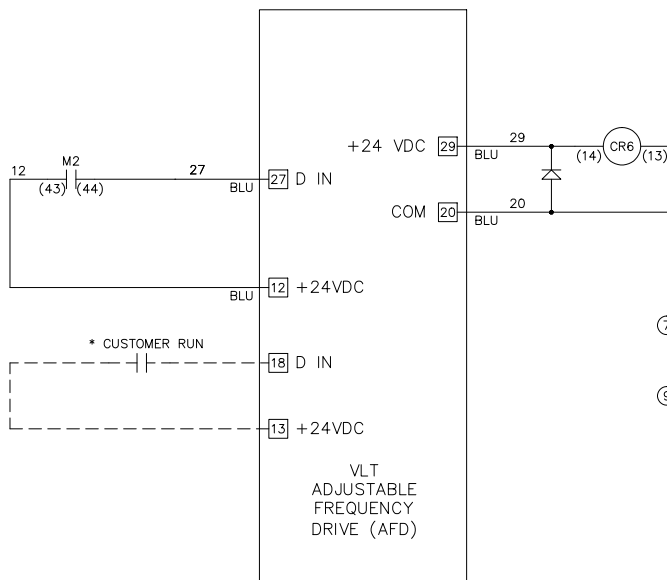 +24 VDC 29 BLU 29 (14) CR6 (13)
12 M2 (43) (44) 27 BLU 27 D IN
COM 20 BLU 20
BLU 12 +24VDC
* CUSTOMER RUN
18 D IN
13 +24VDC
VLT
ADJUSTABLE
FREQUENCY
DRIVE (AFD)